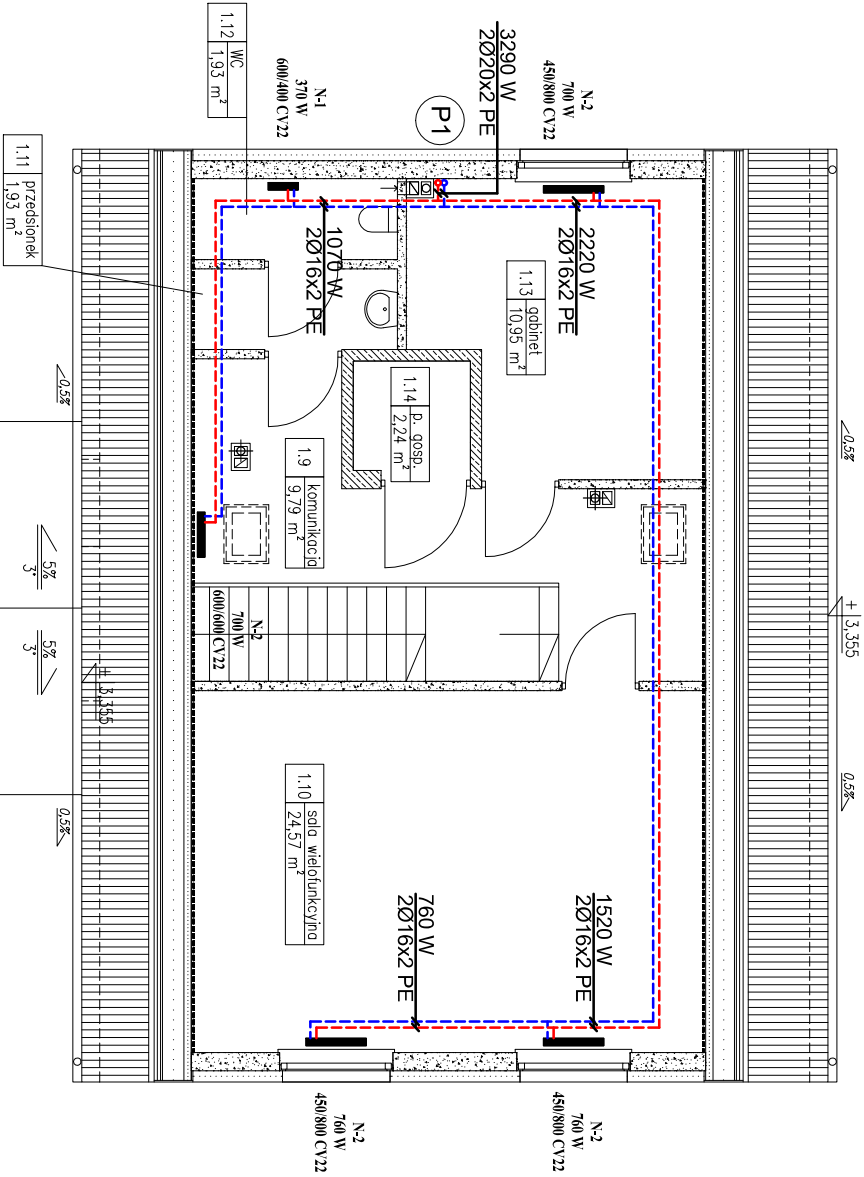 3290 W
2Ø20x2 PE
P1
N-2
700 W
450/800 CV22
N-1
370 W
600/400 CV22
1.12 WC
1,93 m²
1.11 przedsionek
1,93 m²
1070 W
2Ø16x2 PE
2220 W
2Ø16x2 PE
1.13 gabinet
10,95 m²
1.14 p. gosp.
2,24 m²
1.9 komunikacja
9,79 m²
N-2
700 W
600/600 CV22
1.10 sala wielofunkcyjna
24,57 m²
760 W
2Ø16x2 PE
1520 W
2Ø16x2 PE
N-2
760 W
450/800 CV22
N-2
760 W
450/800 CV22
0,5%
+
3,355
0,5%
0,5%
5%
3°
5%
3°
+
3,355
0,5%